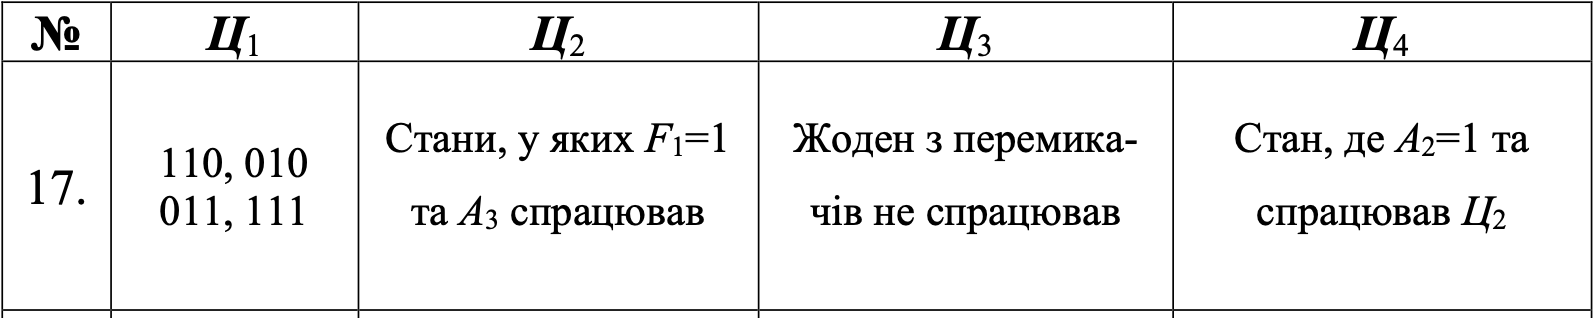 № Ц1 Ц2 Ц3 Ц4
17.
110, 010
011, 111
Стани, у яких F1=1
та A3 спрацював
Жоден з перемика-
чів не спрацював
Стан, де A2=1 та
спрацював Ц2